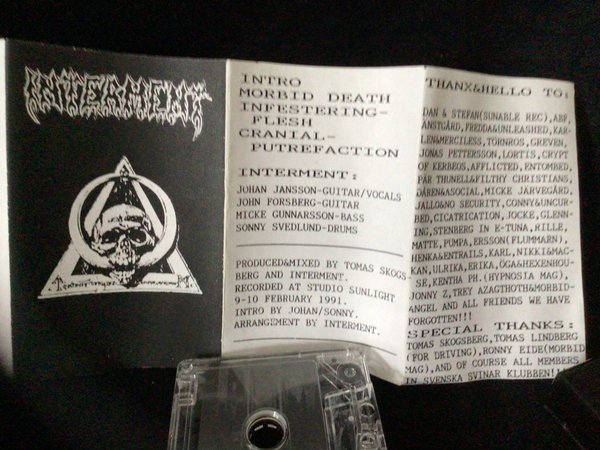 INTERMENT
INTRO
MORBID DEATH
INFESTERING-
FLESH
CRANIAL-
PUTREFACTION
INTERMENT:
JOHAN JANSSON-GUITAR/VOCALS
JOHN FORSBERG-GUITAR
MICKE GUNNARSSON-BASS
SONNY SVEDLUND-DRUMS
PRODUCED&MIXED BY TOMAS SKOGS
BERG AND INTERMENT.
RECORDED AT STUDIO SUNLIGHT
9-10 FEBRUARY 1991.
INTRO BY JOHAN/SONNY.
ARRANGEMENT BY INTERMENT.
THANX&HELLO TO:
DAN & STEFAN(SUNABLE REC),ABF,
ANSTGÅRD,FREDDA&UNLEASHED,KAR-
LEN&MERCILESS,TÖRNROS,GREVEN,
JONAS PETTERSSON,LORTIS,CRYPT
OF KERBEOS,AFFLICTED,ENTOMBED,
PÄR THUNELL&FILTHY CHRISTIANS,
DÅREN&ASOCIAL,MICKE JÄRVEGÅRD,
JALLO&NO SECURITY,CONNY&UNCUR-
BED,CICATRICION,JOCKE,GLENN-
ING,STENBERG IN E-TUNA,RILLE,
MATTE,PUMPA,ERSSON(FLUMMARN),
HENKA&ENTRAILS,KARL,NIKKI&MAC-
KAN,ULRIKA,ERIKA,ÖGA&HEXENHOU-
SE,KENTHA PH.(HYPNOSIA MAG),
JONNY Z,TREY AZAGTHOTH&MORBID-
ANGEL AND ALL FRIENDS WE HAVE
FORGOTTEN!!!
SPECIAL THANKS:
TOMAS SKOGSBERG,TOMAS LINDBERG
(FOR DRIVING),RONNY EIDE(MORBID
MAG),AND OF COURSE ALL MEMBERS
IN SVENSKA SVINAR KLUBBEN!!